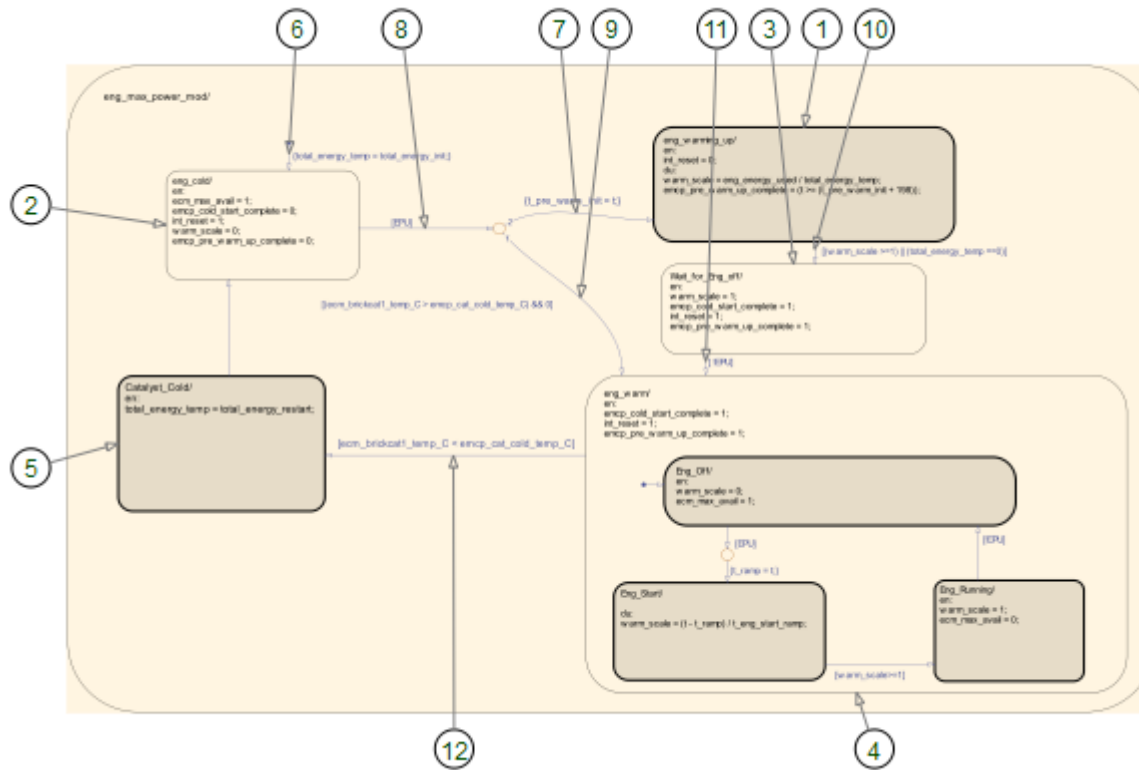 6
8
7
9
11
3
1
10
eng_max_power_mod/
{total_energy_temp = total_energy_init;}
eng_warming_up/
en:
int_reset = 0;
du:
warm_scale = eng_energy_used / total_energy_temp;
emcp_pre_warm_up_complete = (t >= (t_pre_warm_init + 198));
2
eng_cold/
en:
ecm_max_avail = 1;
emcp_cold_start_complete = 0;
int_reset = 1;
warm_scale = 0;
emcp_pre_warm_up_complete = 0;
[EPU]
{t_pre_warm_init = t;}
2
1
[(warm_scale >=1) || (total_energy_temp ==0)]
Wait_for_Eng_off/
en:
warm_scale = 1;
emcp_cold_start_complete = 1;
int_reset = 1;
emcp_pre_warm_up_complete = 1;
[(ecm_brickcat1_temp_C > emcp_cat_cold_temp_C) && 0]
[!EPU]
5
Catalyst_Cold/
en:
total_energy_temp = total_energy_restart;
[ecm_brickcat1_temp_C < emcp_cat_cold_temp_C]
eng_warm/
en:
emcp_cold_start_complete = 1;
int_reset = 1;
emcp_pre_warm_up_complete = 1;
Eng_Off/
en:
warm_scale = 0;
ecm_max_avail = 1;
[EPU]
{t_ramp = t;}
[!EPU]
Eng_Start/
du:
warm_scale = (t - t_ramp) / t_eng_start_ramp;
Eng_Running/
en:
warm_scale = 1;
ecm_max_avail = 0;
[warm_scale>=1]
12
4